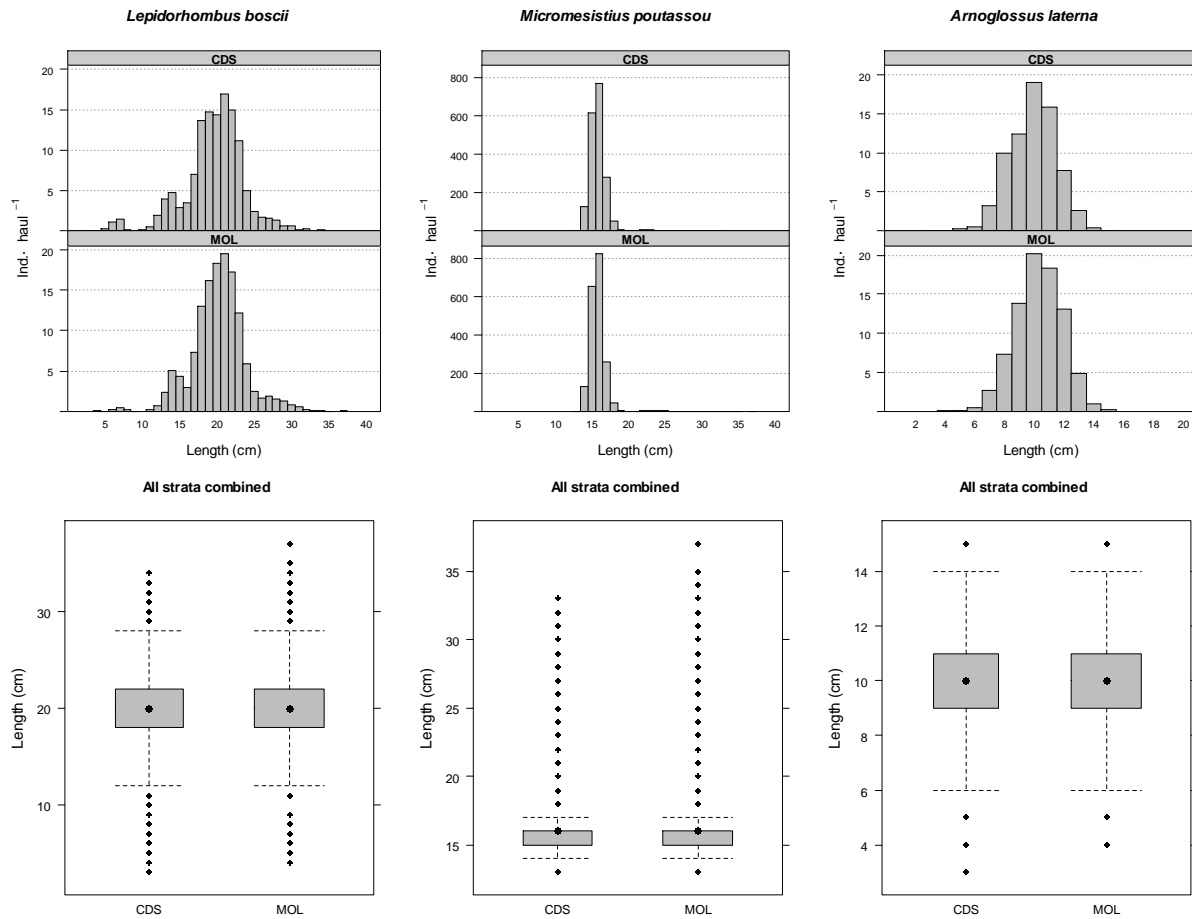 Lepidorhombus boscii
Micromesistius poutassou
Arnoglossus laterna
CDS
20
15
10
5
MOL
20
15
10
5
Ind.· haul −1
5 10 15 20 25 30 35 40
Length (cm)
CDS
800
600
400
200
MOL
800
600
400
200
Ind.· haul −1
5 10 15 20 25 30 35 40
Length (cm)
CDS
20
15
10
5
MOL
20
15
10
5
Ind.· haul −1
2 4 6 8 10 12 14 16 18 20
Length (cm)
All strata combined
30
20
10
Length (cm)
CDS MOL
All strata combined
35
30
25
20
15
Length (cm)
CDS MOL
All strata combined
14
12
10
8
6
4
Length (cm)
CDS MOL